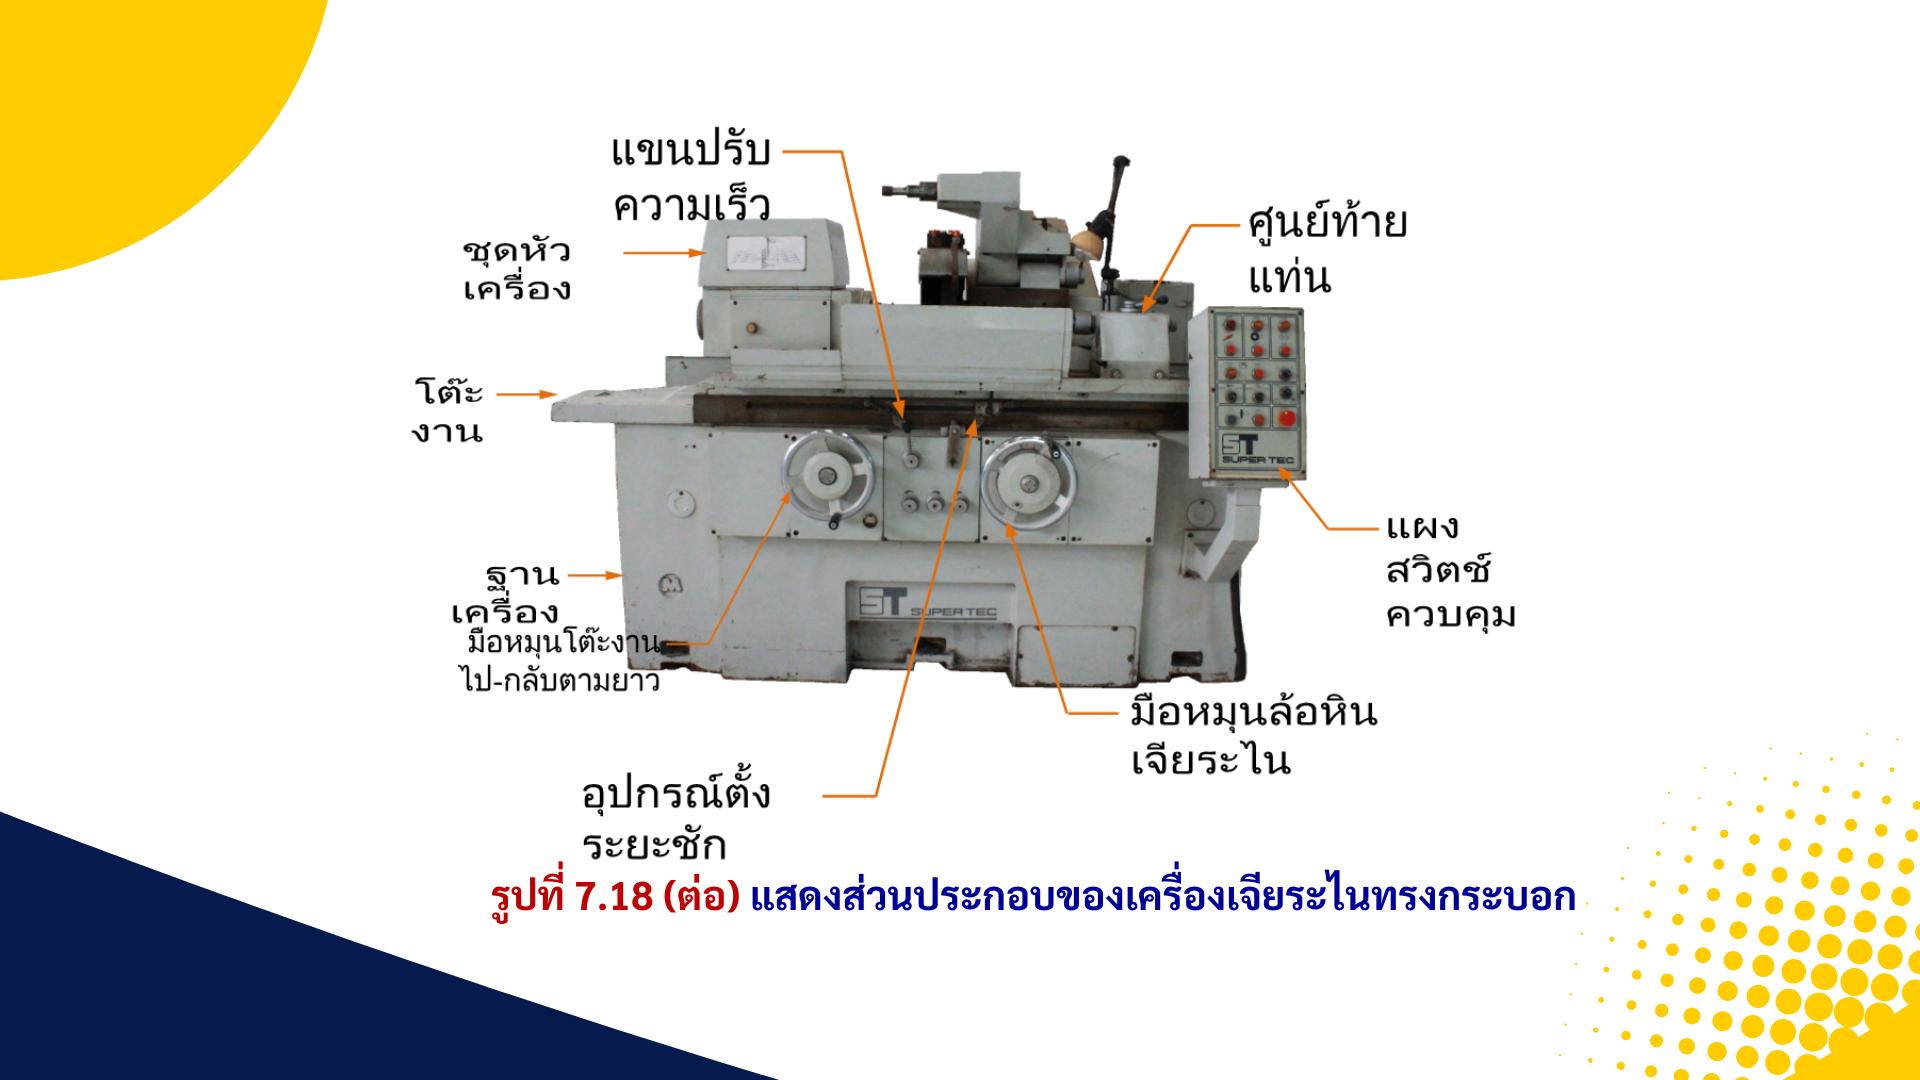 แขนปรับ
ความเร็ว
ชุดหัว
เครื่อง
ศูนย์ท้าย
แท่น
โต๊ะ
งาน
ST
SUPER TEC
แผง
สวิตช์
ควบคุม
ฐาน
เครื่อง
ST SUPER TEC
มือหมุนโต๊ะงาน
ไป-กลับตามยาว
มือหมุนล้อหิน
เจียระไน
อุปกรณ์ตั้ง
ระยะชัก
รูปที่ 7.18 (ต่อ) แสดงส่วนประกอบของเครื่องเจียระไนทรงกระบอก